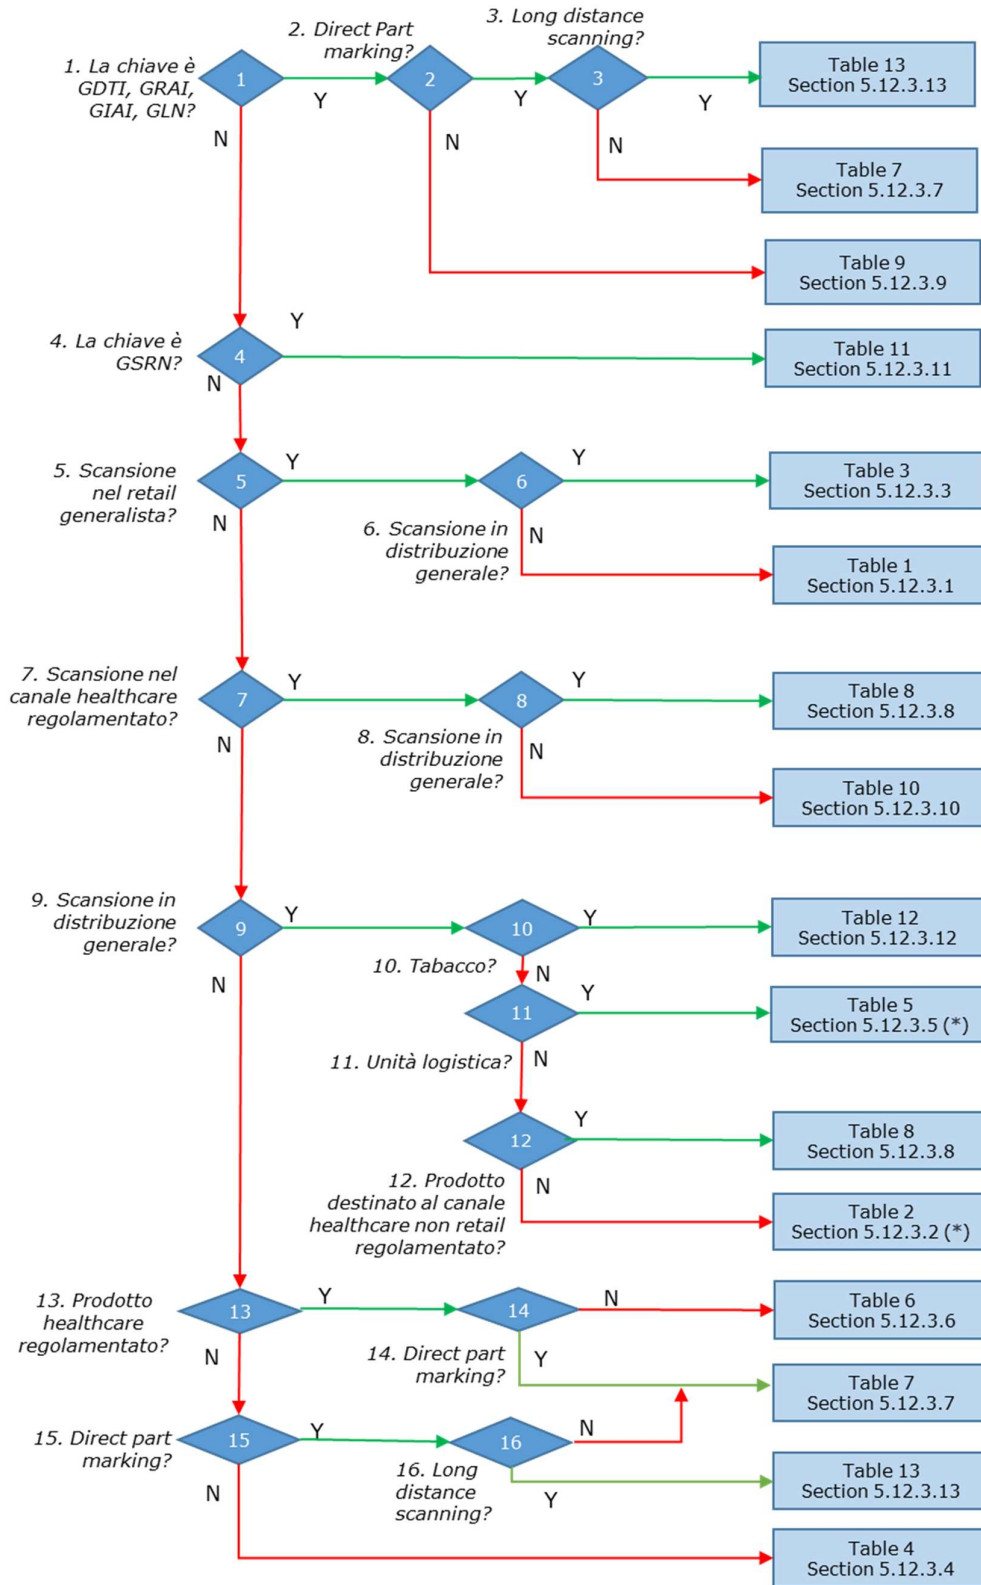 1. La chiave è
GDTI, GRAI,
GIAI, GLN?
1
Y
N
2. Direct Part
marking?
2
Y
N
3. Long distance
scanning?
3
Y
N
Table 13
Section 5.12.3.13
Table 7
Section 5.12.3.7
Table 9
Section 5.12.3.9
4. La chiave è
GSRN?
4
Y
N
Table 11
Section 5.12.3.11
5. Scansione
nel retail
generalista?
5
Y
N
6. Scansione in
distribuzione
generale?
6
Y
N
Table 3
Section 5.12.3.3
Table 1
Section 5.12.3.1
7. Scansione nel
canale healthcare
regolamentato?
7
Y
N
8. Scansione in
distribuzione
generale?
8
Y
N
Table 8
Section 5.12.3.8
Table 10
Section 5.12.3.10
9. Scansione in
distribuzione
generale?
9
Y
N
10. Tabacco?
10
Y
N
Table 12
Section 5.12.3.12
11. Unità logistica?
11
Y
N
Table 5
Section 5.12.3.5 (*)
12. Prodotto
destinato al canale
healthcare non retail
regolamentato?
12
Y
N
Table 8
Section 5.12.3.8
Table 2
Section 5.12.3.2 (*)
13. Prodotto
healthcare
regolamentato?
13
Y
N
14. Direct part
marking?
14
N
Y
Table 6
Section 5.12.3.6
Table 7
Section 5.12.3.7
15. Direct part
marking?
15
Y
N
16. Long
distance
scanning?
16
N
Y
Table 13
Section 5.12.3.13
Table 4
Section 5.12.3.4